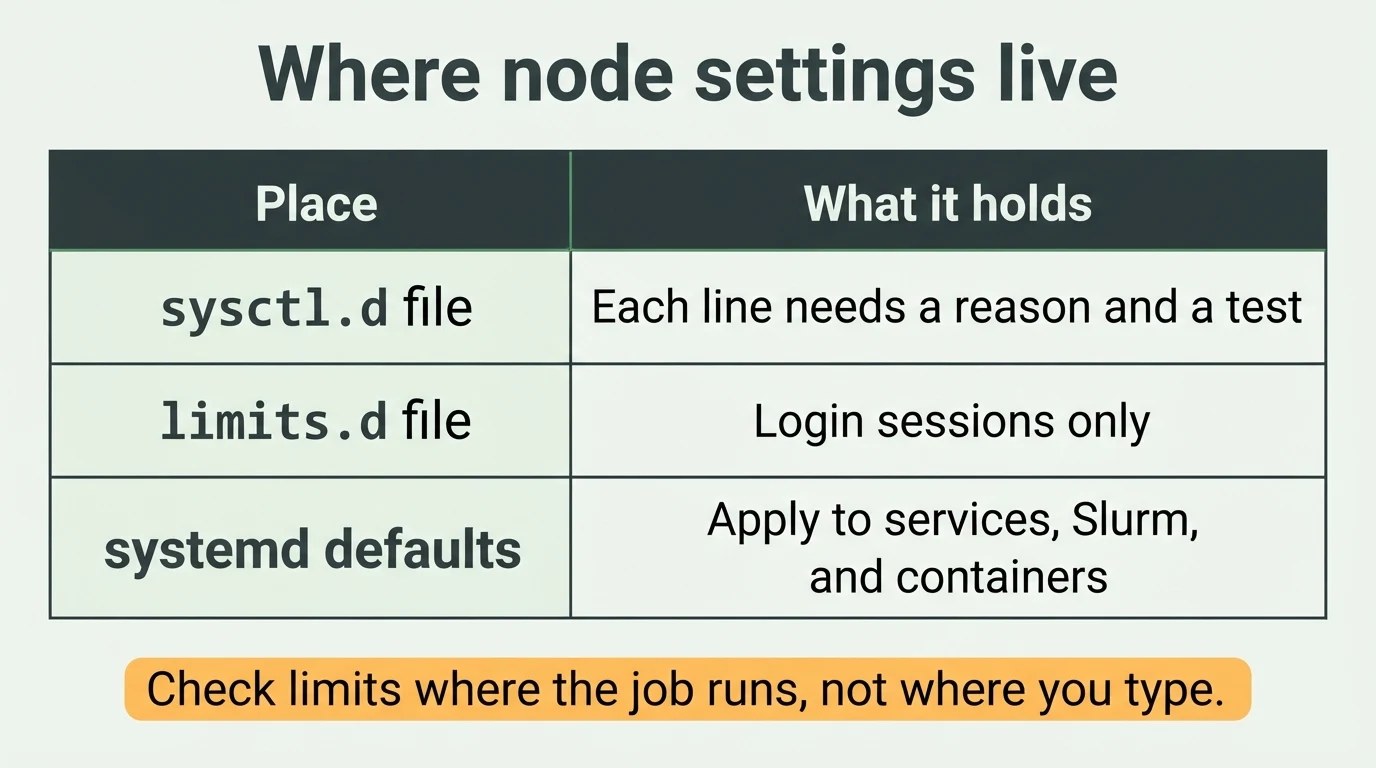 Where node settings live
Place
What it holds
sysctl.d file
Each line needs a reason and a test
limits.d file
Login sessions only
systemd defaults
Apply to services, Slurm,
and containers
Check limits where the job runs, not where you type.